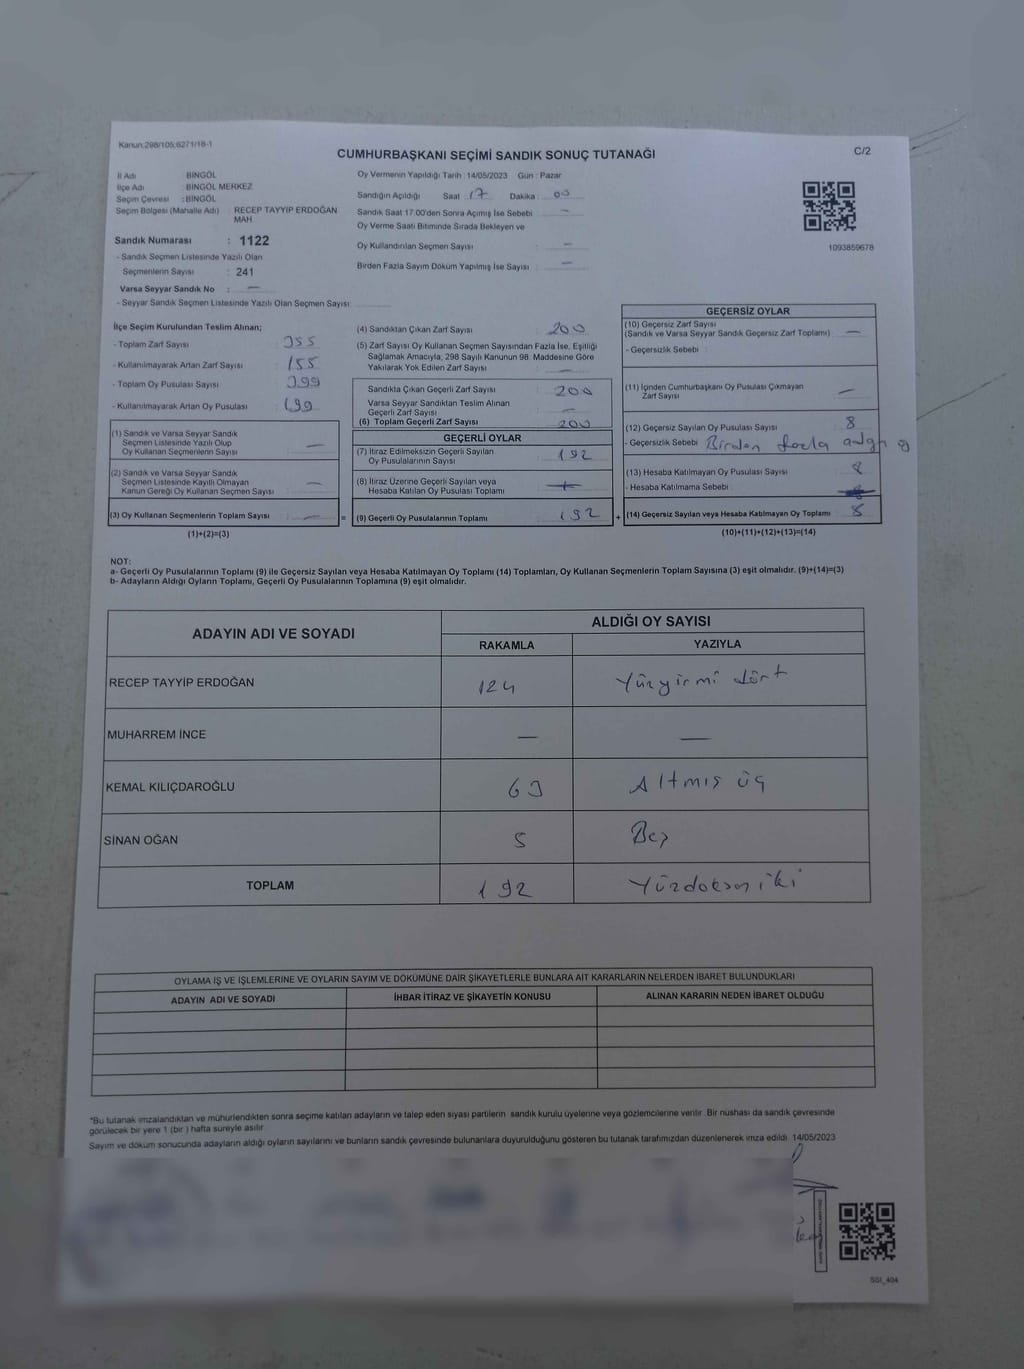 Kanun:298/105;6271/18-1
CUMHURBAŞKANI SEÇİMİ SANDIK SONUÇ TUTANAĞI
C/2
İl Adı : BİNGÖL
İlçe Adı : BİNGÖL MERKEZ
Seçim Çevresi : BİNGÖL
Seçim Bölgesi (Mahalle Adı) : RECEP TAYYİP ERDOĞAN
MAH
Sandık Numarası : 1122
- Sandık Seçmen Listesinde Yazılı Olan
Seçmenlerin Sayısı : 241
Varsa Seyyar Sandık No : —
- Seyyar Sandık Seçmen Listesinde Yazılı Olan Seçmen Sayısı:
Oy Vermenin Yapıldığı Tarih :14/05/2023 Gün : Pazar
Sandığın Açıldığı Saat : 17 Dakika : 00
Sandık Saat 17:00'den Sonra Açımış İse Sebebi : —
Oy Verme Saati Bitiminde Sırada Bekleyen ve
Oy Kullandırılan Seçmen Sayısı : —
Birden Fazla Sayım Döküm Yapılmış İse Sayısı : —
1093859678
İlçe Seçim Kurulundan Teslim Alınan;
- Toplam Zarf Sayısı : 355
- Kullanılmayarak Artan Zarf Sayısı : 155
- Toplam Oy Pusulası Sayısı : 399
- Kullanılmayarak Artan Oy Pusulası : 199
(1) Sandık ve Varsa Seyyar Sandık
Seçmen Listesinde Yazılı Olup
Oy Kullanan Seçmenlerin Sayısı : —
(2) Sandık ve Varsa Seyyar Sandık
Seçmen Listesinde Kayıtlı Olmayan
Kanun Gereği Oy Kullanan Seçmen Sayısı : —
(3) Oy Kullanan Seçmenlerin Toplam Sayısı : —
(1)+(2)=(3)
(4) Sandıktan Çıkan Zarf Sayısı : 200
(5) Zarf Sayısı Oy Kullanan Seçmen Sayısından Fazla İse, Eşitliği
Sağlamak Amacıyla, 298 Sayılı Kanunun 98. Maddesine Göre
Yakılarak Yok Edilen Zarf Sayısı : —
Sandıkta Çıkan Geçerli Zarf Sayısı : 200
Varsa Seyyar Sandıktan Teslim Alınan
Geçerli Zarf Sayısı : —
(6) Toplam Geçerli Zarf Sayısı : 200
GEÇERLİ OYLAR
(7) İtiraz Edilmeksizin Geçerli Sayılan
Oy Pusulalarının Sayısı : 192
(8) İtiraz Üzerine Geçerli Sayılan veya
Hesaba Katılan Oy Pusulası Toplamı :
= (9) Geçerli Oy Pusulalarının Toplamı : 192
GEÇERSİZ OYLAR
(10) Geçersiz Zarf Sayısı
(Sandık ve Varsa Seyyar Sandık Geçersiz Zarf Toplamı) : —
- Geçersizlik Sebebi :
(11) İçinden Cumhurbaşkanı Oy Pusulası Çıkmayan
Zarf Sayısı : —
(12) Geçersiz Sayılan Oy Pusulası Sayısı : 8
- Geçersizlik Sebebi : Birden fazla
(13) Hesaba Katılmayan Oy Pusulası Sayısı : 8
- Hesaba Katılmama Sebebi :
+ (14) Geçersiz Sayılan veya Hesaba Katılmayan Oy Toplamı : 8
(10)+(11)+(12)+(13)=(14)
NOT:
a- Geçerli Oy Pusulalarının Toplamı (9) ile Geçersiz Sayılan veya Hesaba Katılmayan Oy Toplamı (14) Toplamları, Oy Kullanan Seçmenlerin Toplam Sayısına (3) eşit olmalıdır. (9)+(14)=(3)
b- Adayların Aldığı Oyların Toplamı, Geçerli Oy Pusulalarının Toplamına (9) eşit olmalıdır.
ADAYIN ADI VE SOYADI
ALDIĞI OY SAYISI
RAKAMLA YAZIYLA
RECEP TAYYİP ERDOĞAN 124 Yüzyirmi dört
MUHARREM İNCE — —
KEMAL KILIÇDAROĞLU 63 Altmış üç
SİNAN OĞAN 5 Beş
TOPLAM 192 Yüzdoksan iki
OYLAMA İŞ VE İŞLEMLERİNE VE OYLARIN SAYIM VE DÖKÜMÜNE DAİR ŞİKAYETLERLE BUNLARA AİT KARARLARIN NELERDEN İBARET BULUNDUKLARI
ADAYIN ADI VE SOYADI İHBAR İTİRAZ VE ŞİKAYETİN KONUSU ALINAN KARARIN NEDEN İBARET OLDUĞU
*Bu tutanak imzalandıktan ve mühürlendikten sonra seçime katılan adayların ve talep eden siyasi partilerin sandık kurulu üyelerine veya gözlemcilerine verilir. Bir nüshası da sandık çevresinde
görülecek bir yere 1 (bir ) hafta süreyle asılır.
Sayım ve döküm sonucunda adayların aldığı oyların sayılarını ve bunların sandık çevresinde bulunanlara duyurulduğunu gösteren bu tutanak tarafımızdan düzenlenerek imza edildi. 14/05/2023
SSI_404